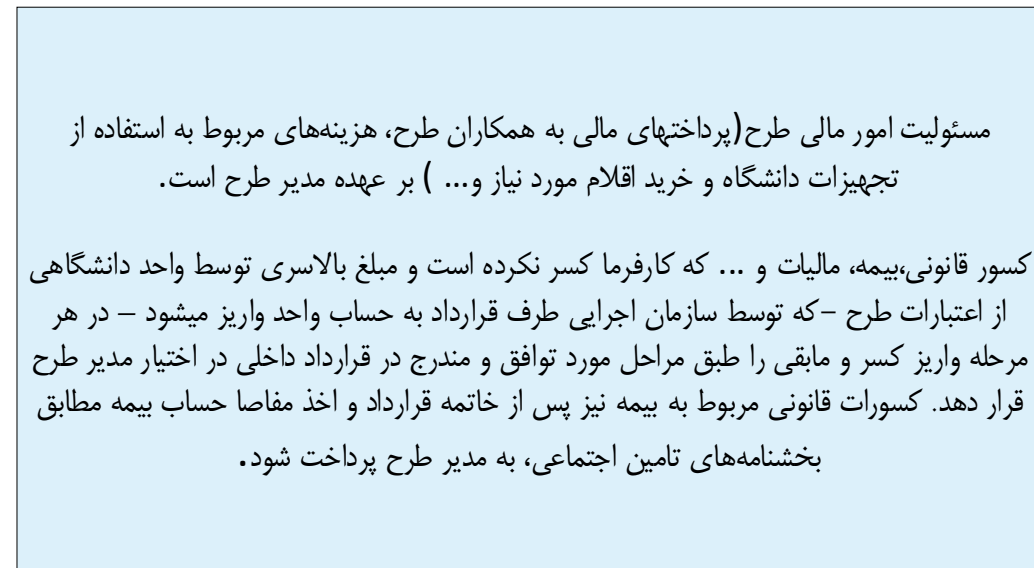 مسئولیت امور مالی طرح(پرداختهای مالی به همکاران طرح، هزینه‌های مربوط به استفاده از
تجهیزات دانشگاه و خرید اقلام مورد نیاز و... ) بر عهده مدیر طرح است.
کسور قانونی،بیمه، مالیات و ... که کارفرما کسر نکرده است و مبلغ بالاسری توسط واحد دانشگاهی
از اعتبارات طرح –که توسط سازمان اجرایی طرف قرارداد به حساب واحد واریز میشود – در هر
مرحله واریز کسر و مابقی را طبق مراحل مورد توافق و مندرج در قرارداد داخلی در اختیار مدیر طرح
قرار دهد. کسورات قانونی مربوط به بیمه نیز پس از خاتمه قرارداد و اخذ مفاصا حساب بیمه مطابق
بخشنامه‌های تامین اجتماعی، به مدیر طرح پرداخت شود.